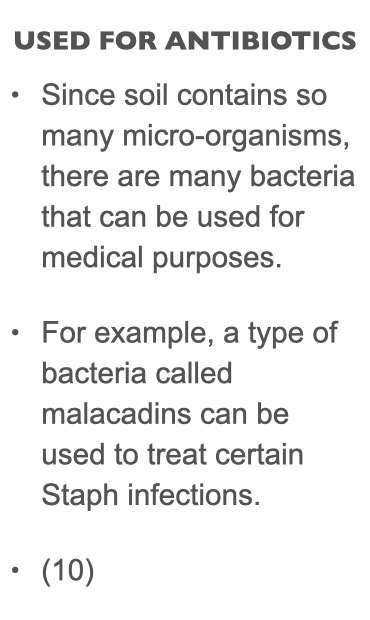 USED FOR ANTIBIOTICS
• Since soil contains so
many micro-organisms,
there are many bacteria
that can be used for
medical purposes.
• For example, a type of
bacteria called
malacadins can be
used to treat certain
Staph infections.
• (10)